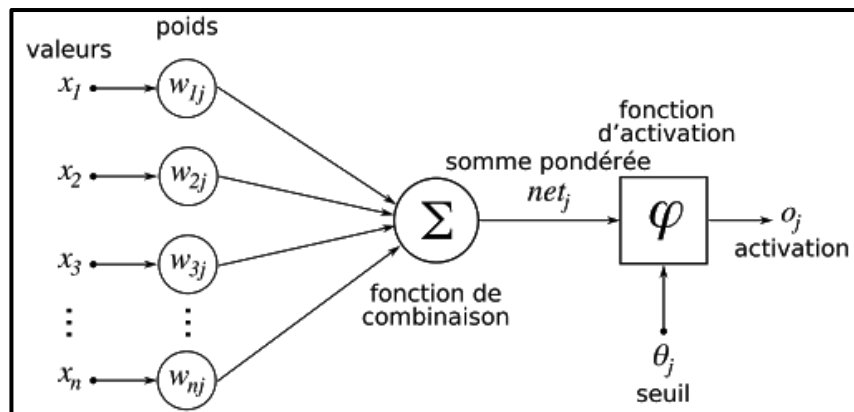 valeurs
poids
x1
w1j
x2
w2j
x3
w3j
⋮
⋮
xn
wnj
Σ
fonction de
combinaison
somme pondérée
netj
fonction
d'activation
φ
oj
activation
θj
seuil